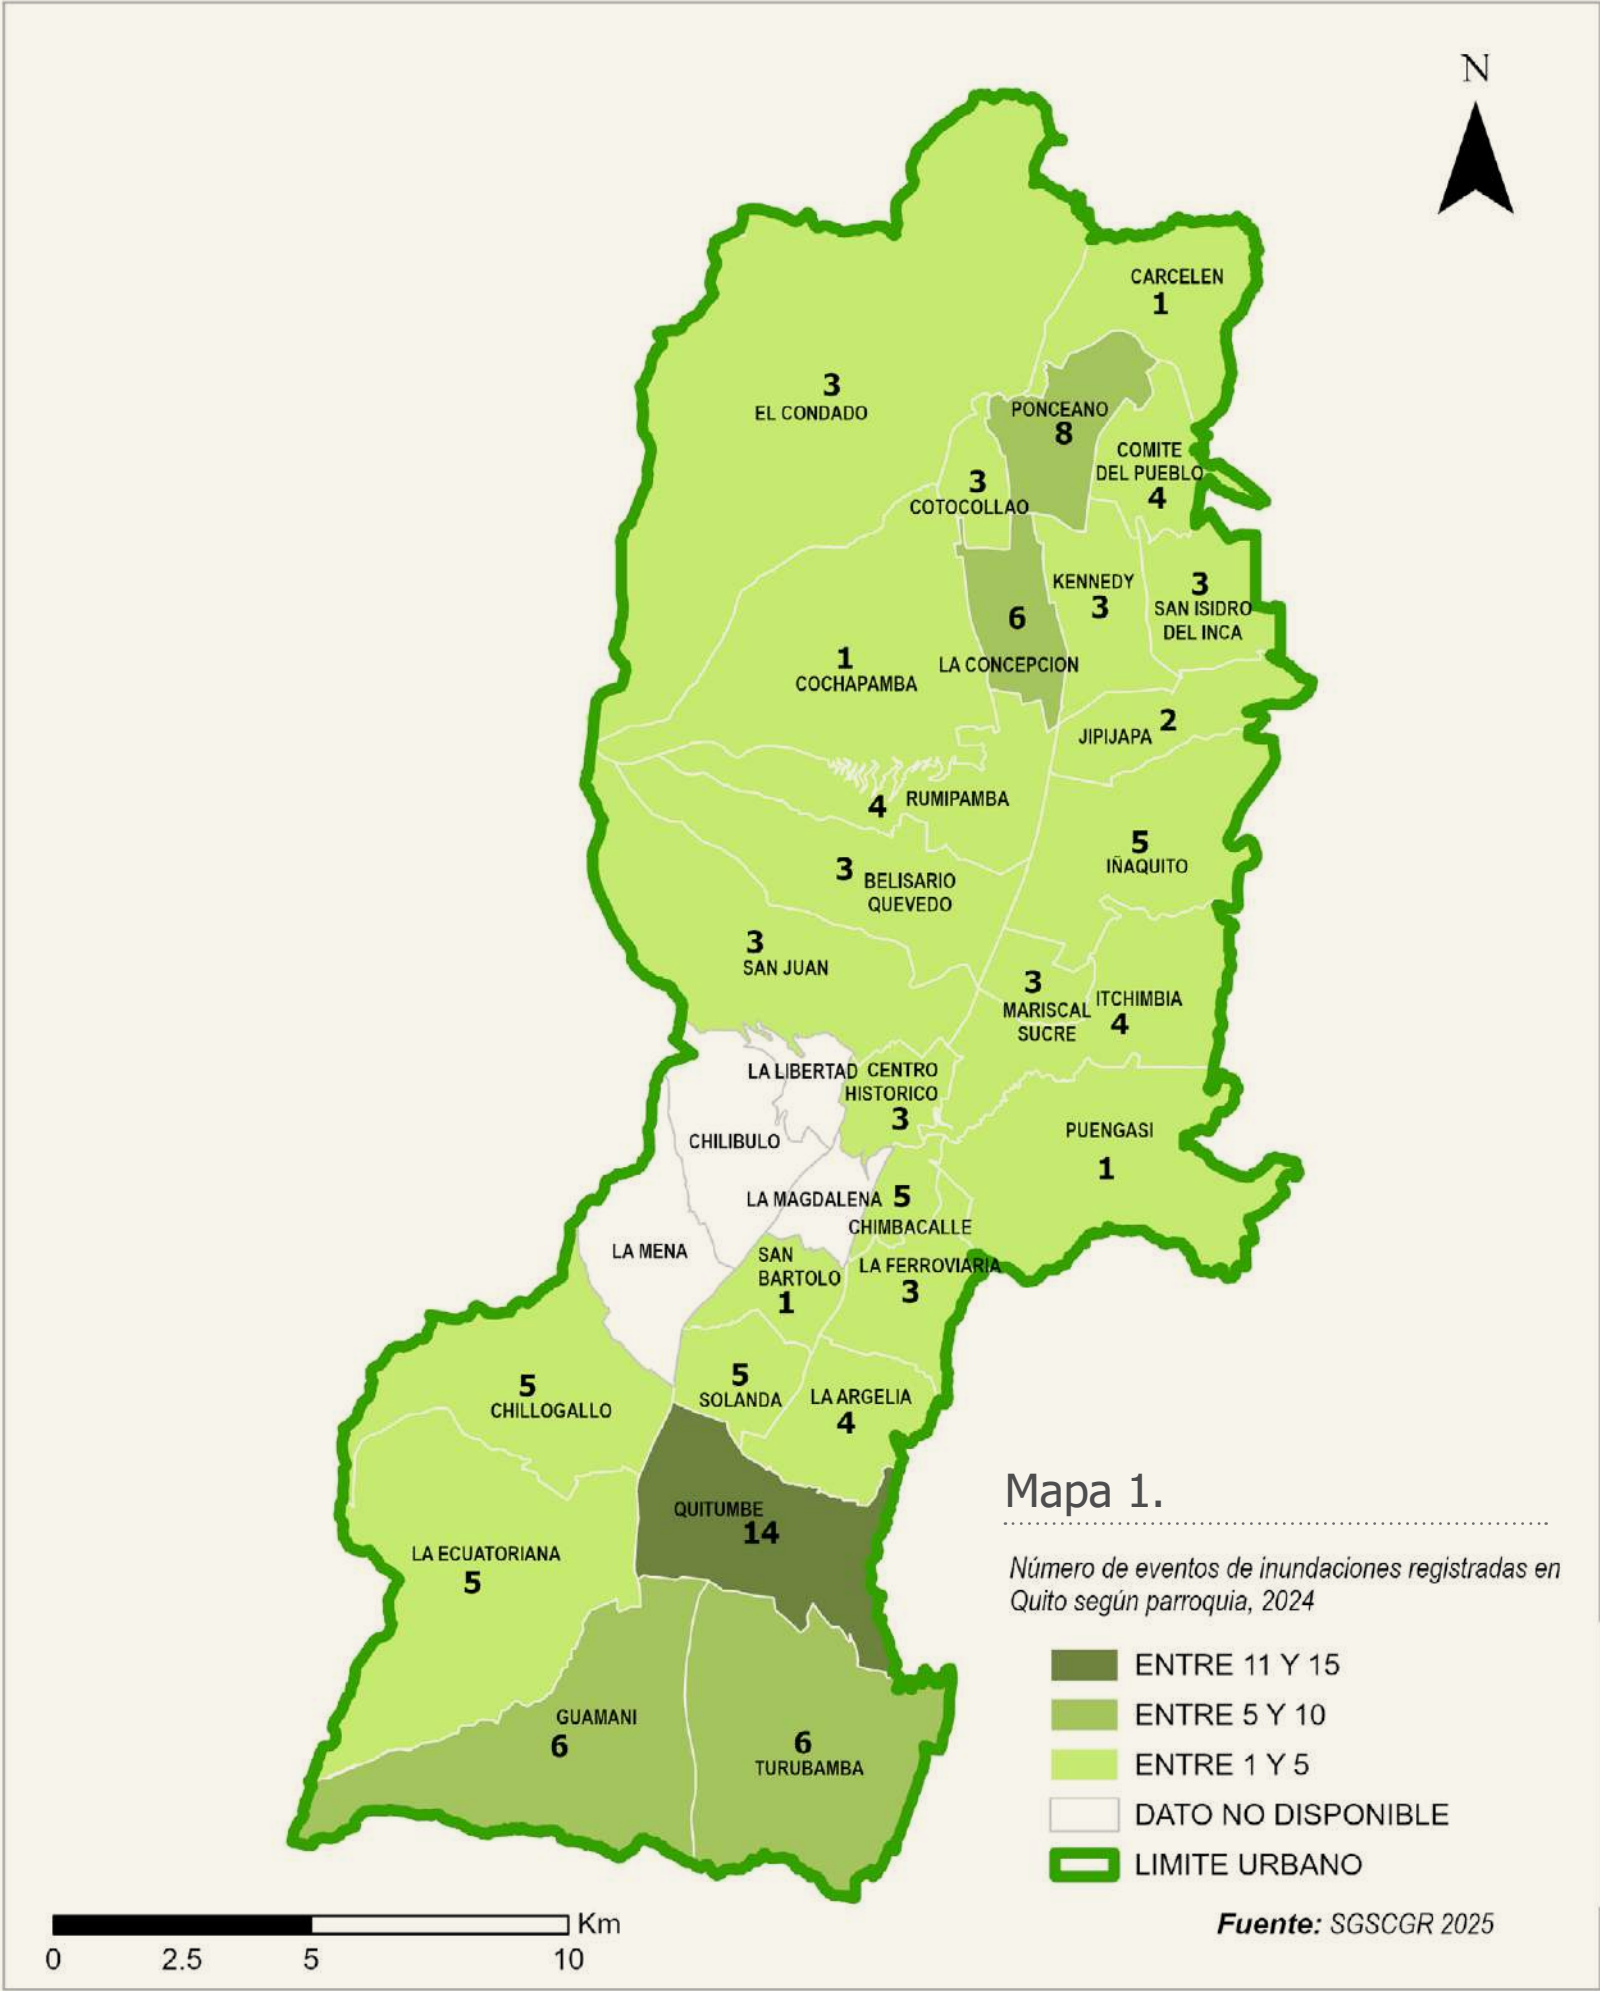 N
CARCELEN
1
3
EL CONDADO
PONCEANO
8
COMITE
DEL PUEBLO
4
3
COTOCOLLAO
KENNEDY
3
3
SAN ISIDRO
DEL INCA
6
LA CONCEPCION
1
COCHAPAMBA
2
JIPIJAPA
4 RUMIPAMBA
5
IÑAQUITO
3 BELISARIO
QUEVEDO
3
SAN JUAN
3
MARISCAL
SUCRE
ITCHIMBIA
4
LA LIBERTAD
CENTRO
HISTORICO
3
CHILIBULO
PUENGASI
1
LA MAGDALENA
5
CHIMBACALLE
LA MENA
SAN
BARTOLO
1
LA FERROVIARIA
3
5
CHILLOGALLO
5
SOLANDA
LA ARGELIA
4
QUITUMBE
14
LA ECUATORIANA
5
GUAMANI
6
6
TURUBAMBA
Mapa 1.
Número de eventos de inundaciones registradas en
Quito según parroquia, 2024
ENTRE 11 Y 15
ENTRE 5 Y 10
ENTRE 1 Y 5
DATO NO DISPONIBLE
LIMITE URBANO
Fuente: SGSCGR 2025
Km
0 2.5 5 10